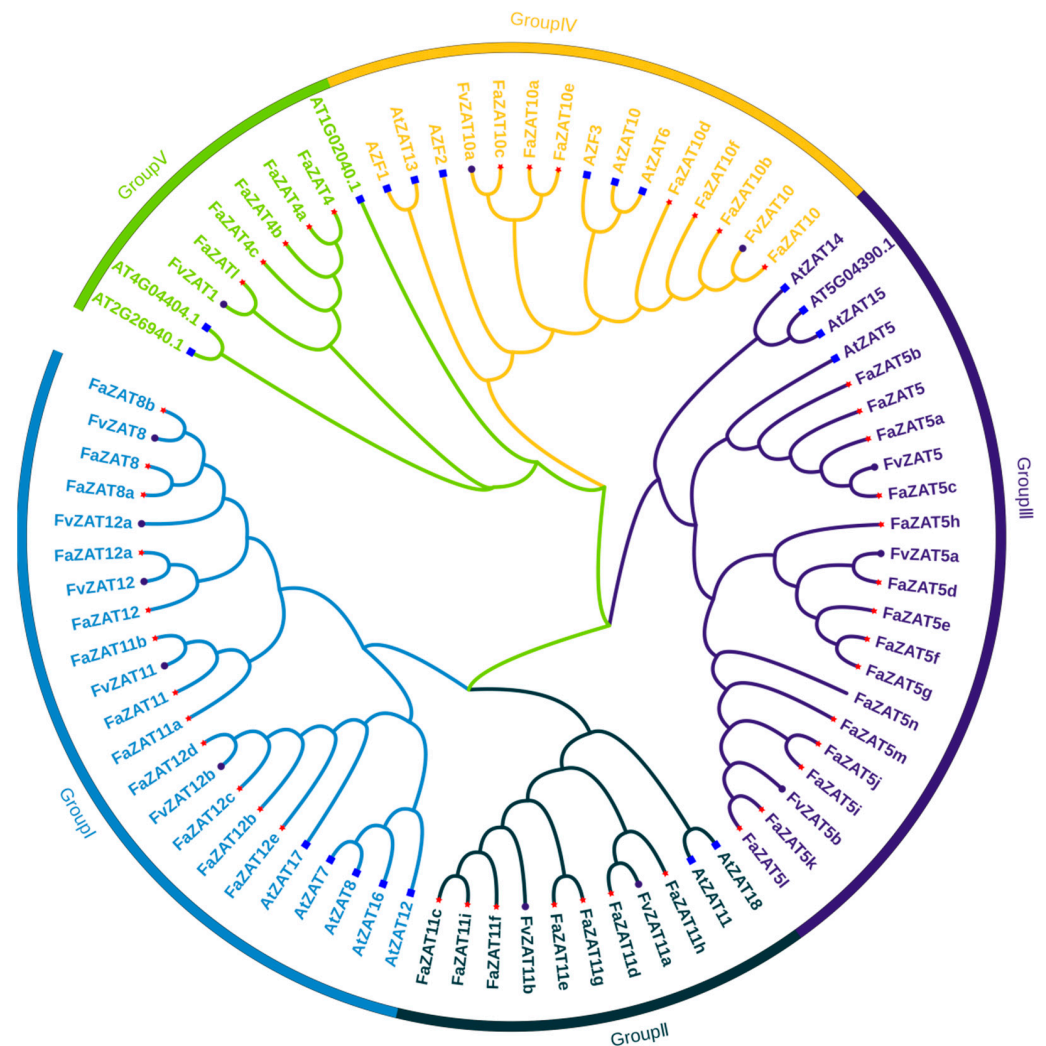 GroupIV
GroupV
AT1G02040.1
FaZAT4
FaZAT4a
FaZAT4b
FaZAT4c
FaZATI
FvZAT1
AT4G04404.1
AT2G26940.1
AZF1
AtZAT13
AZF2
FvZAT10a
FaZAT10c
FaZAT10a
FaZAT10e
AZF3
AtZAT10
AtZAT6
FaZAT10d
FaZAT10f
FaZAT10b
FvZAT10
FaZAT10
AtZAT14
AT5G04390.1
AtZAT15
AtZAT5
FaZAT5b
FaZAT5
FaZAT5a
FvZAT5
FaZAT5c
FaZAT5h
FvZAT5a
FaZAT5d
FaZAT5e
FaZAT5f
FaZAT5g
FaZAT5n
FaZAT5m
FaZAT5j
FaZAT5i
FvZAT5b
FaZAT5k
FaZAT5l
GroupⅢ
AtZAT18
AtZAT11
FaZAT11h
FvZAT11a
FaZAT11d
FaZAT11g
FaZAT11e
FvZAT11b
FaZAT11f
FaZAT11i
FaZAT11c
GroupⅡ
AtZAT12
AtZAT16
AtZAT8
AtZAT7
AtZAT17
FaZAT12e
FaZAT12b
FaZAT12c
FvZAT12b
FaZAT12d
FaZAT11a
FaZAT11
FvZAT11
FaZAT11b
FaZAT12
FvZAT12
FaZAT12a
FvZAT12a
FaZAT8a
FaZAT8
FvZAT8
FaZAT8b
GroupI